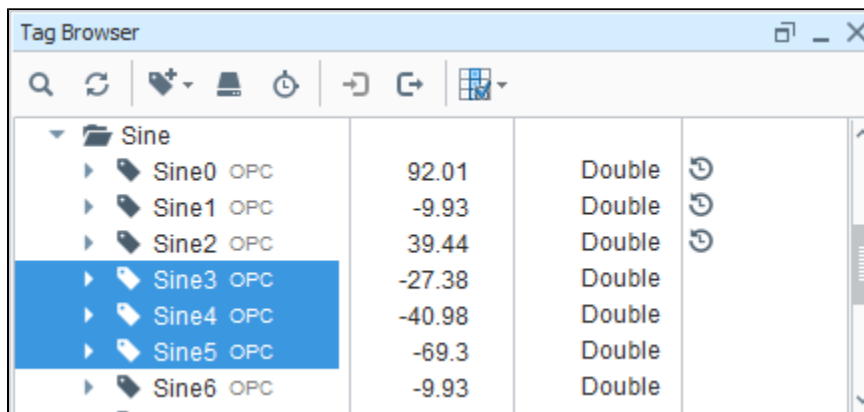 Tag Browser
Sine
Sine0 OPC 92.01 Double
Sine1 OPC -9.93 Double
Sine2 OPC 39.44 Double
Sine3 OPC -27.38 Double
Sine4 OPC -40.98 Double
Sine5 OPC -69.3 Double
Sine6 OPC -9.93 Double